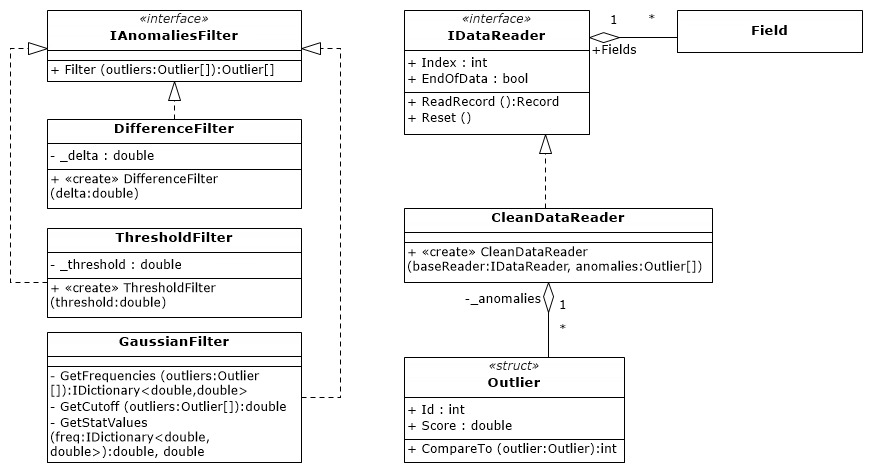 «interface»
IAnomaliesFilter
+ Filter (outliers:Outlier[]):Outlier[]
DifferenceFilter
- _delta : double
+ «create» DifferenceFilter
(delta:double)
ThresholdFilter
- _threshold : double
+ «create» ThresholdFilter
(threshold:double)
GaussianFilter
- GetFrequencies (outliers:Outlier
[]):IDictionary<double,double>
- GetCutoff (outliers:Outlier[]):double
- GetStatValues
(freq:IDictionary<double,
double>):double, double
«interface»
IDataReader
+ Index : int
+ EndOfData : bool
+ ReadRecord ():Record
+ Reset ()
1
*
+Fields
Field
CleanDataReader
+ «create» CleanDataReader
(baseReader:IDataReader, anomalies:Outlier[])
-_anomalies
1
*
«struct»
Outlier
+ Id : int
+ Score : double
+ CompareTo (outlier:Outlier):int